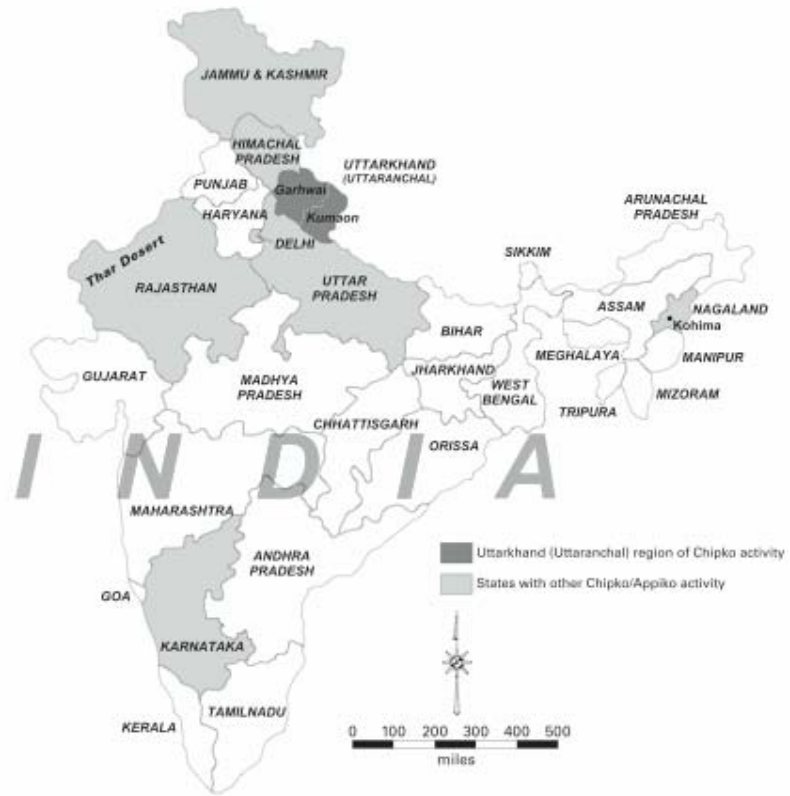 JAMMU & KASHMIR
HIMACHAL
PRADESH
UTTARKHAND
(UTTARANCHAL)
PUNJAB
Garhwal
HARYANA
Kumaon
ARUNACHAL
PRADESH
DELHI
SIKKIM
Thar Desert
RAJASTHAN
UTTAR
PRADESH
ASSAM
NAGALAND
Kohima
BIHAR
MEGHALAYA
MANIPUR
GUJARAT
MADHYA
PRADESH
JHARKHAND
WEST
BENGAL
MIZORAM
TRIPURA
CHHATTISGARH
ORISSA
INDIA
MAHARASHTRA
ANDHRA
PRADESH
Uttarkhand (Uttaranchal) region of Chipko activity
States with other Chipko/Appiko activity
GOA
KARNATAKA
KERALA
TAMILNADU
0 100 200 300 400 500
miles